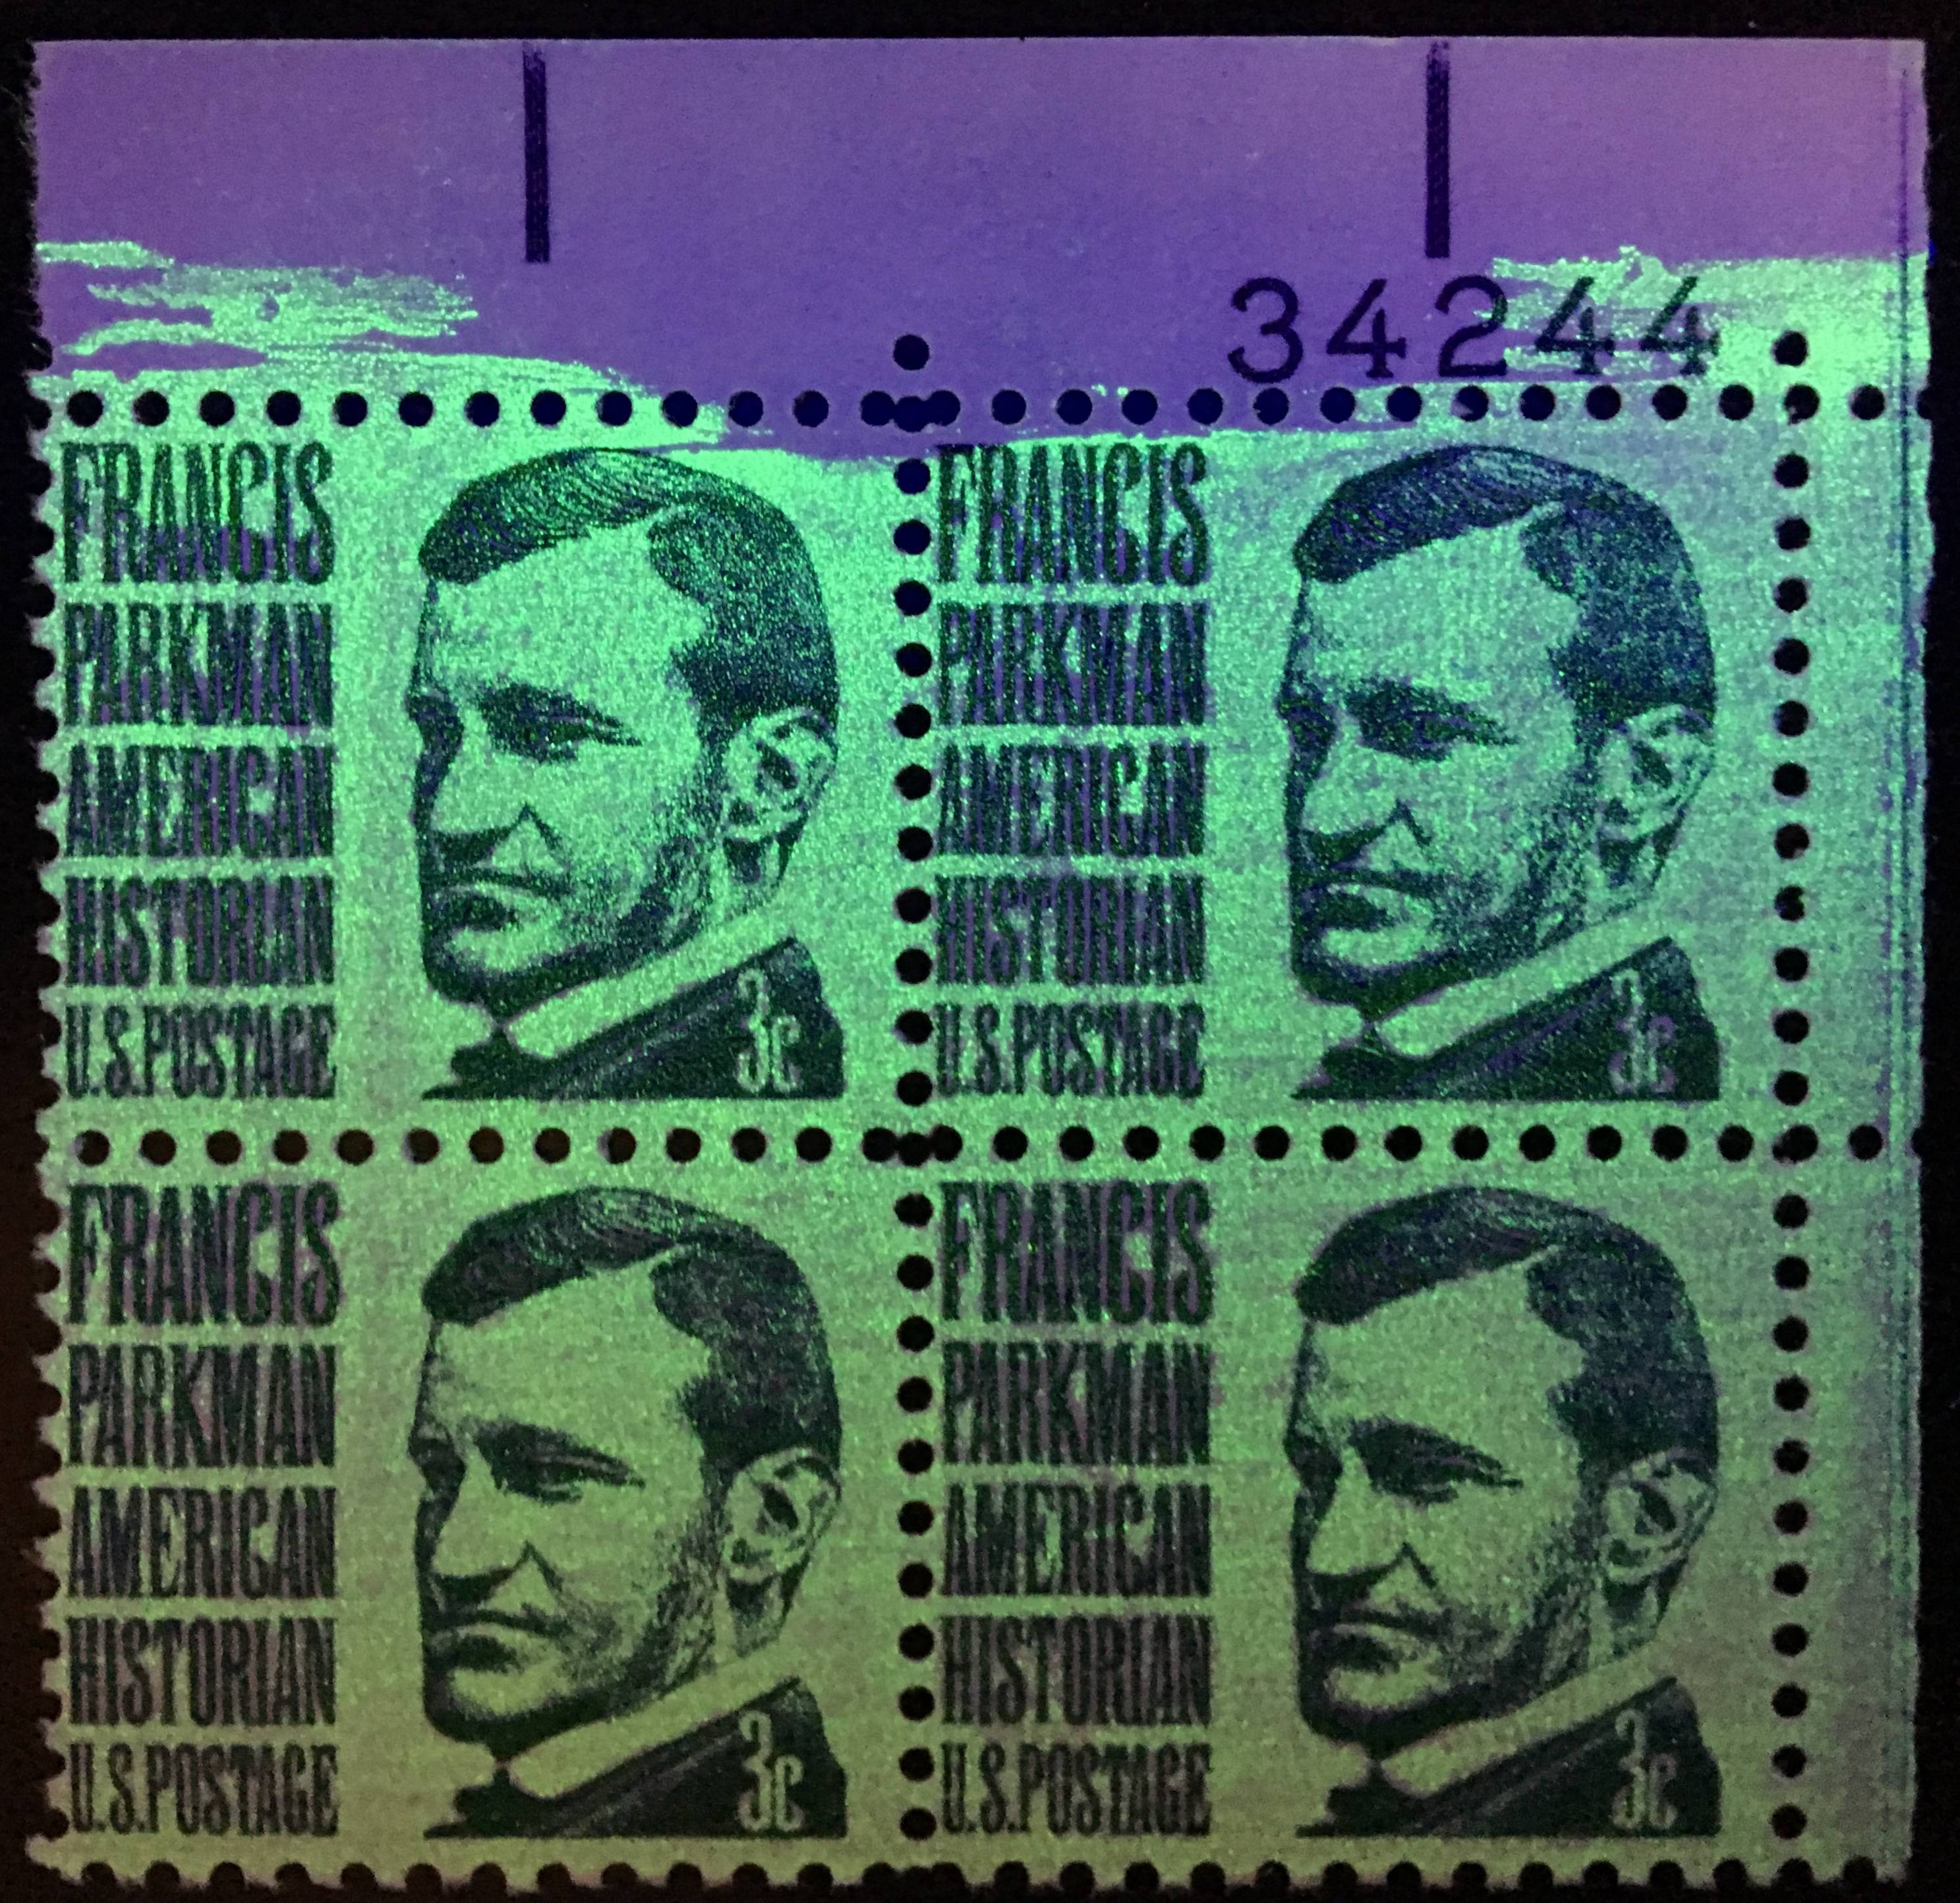 34244
FRANCIS
PARKMAN
AMERICAN
HISTORIAN
U.S.POSTAGE
3c
FRANCIS
PARKMAN
AMERICAN
HISTORIAN
U.S.POSTAGE
3c
FRANCIS
PARKMAN
AMERICAN
HISTORIAN
U.S.POSTAGE
3c
FRANCIS
PARKMAN
AMERICAN
HISTORIAN
U.S.POSTAGE
3c